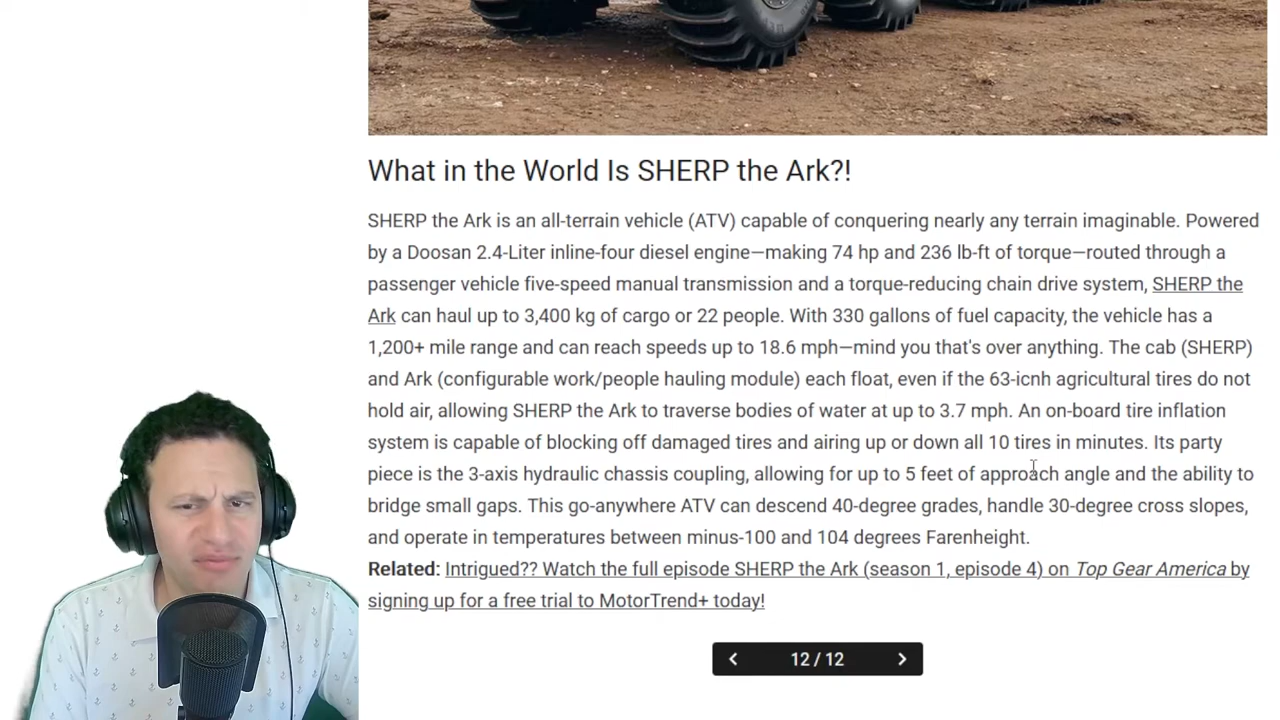 What in the World Is SHERP the Ark?!
SHERP the Ark is an all-terrain vehicle (ATV) capable of conquering nearly any terrain imaginable. Powered
by a Doosan 2.4-Liter inline-four diesel engine—making 74 hp and 236 lb-ft of torque—routed through a
passenger vehicle five-speed manual transmission and a torque-reducing chain drive system, SHERP the
Ark can haul up to 3,400 kg of cargo or 22 people. With 330 gallons of fuel capacity, the vehicle has a
1,200+ mile range and can reach speeds up to 18.6 mph—mind you that's over anything. The cab (SHERP)
and Ark (configurable work/people hauling module) each float, even if the 63-icnh agricultural tires do not
hold air, allowing SHERP the Ark to traverse bodies of water at up to 3.7 mph. An on-board tire inflation
system is capable of blocking off damaged tires and airing up or down all 10 tires in minutes. Its party
piece is the 3-axis hydraulic chassis coupling, allowing for up to 5 feet of approach angle and the ability to
bridge small gaps. This go-anywhere ATV can descend 40-degree grades, handle 30-degree cross slopes,
and operate in temperatures between minus-100 and 104 degrees Farenheight.
Related: Intrigued?? Watch the full episode SHERP the Ark (season 1, episode 4) on Top Gear America by
signing up for a free trial to MotorTrend+ today!
12 / 12